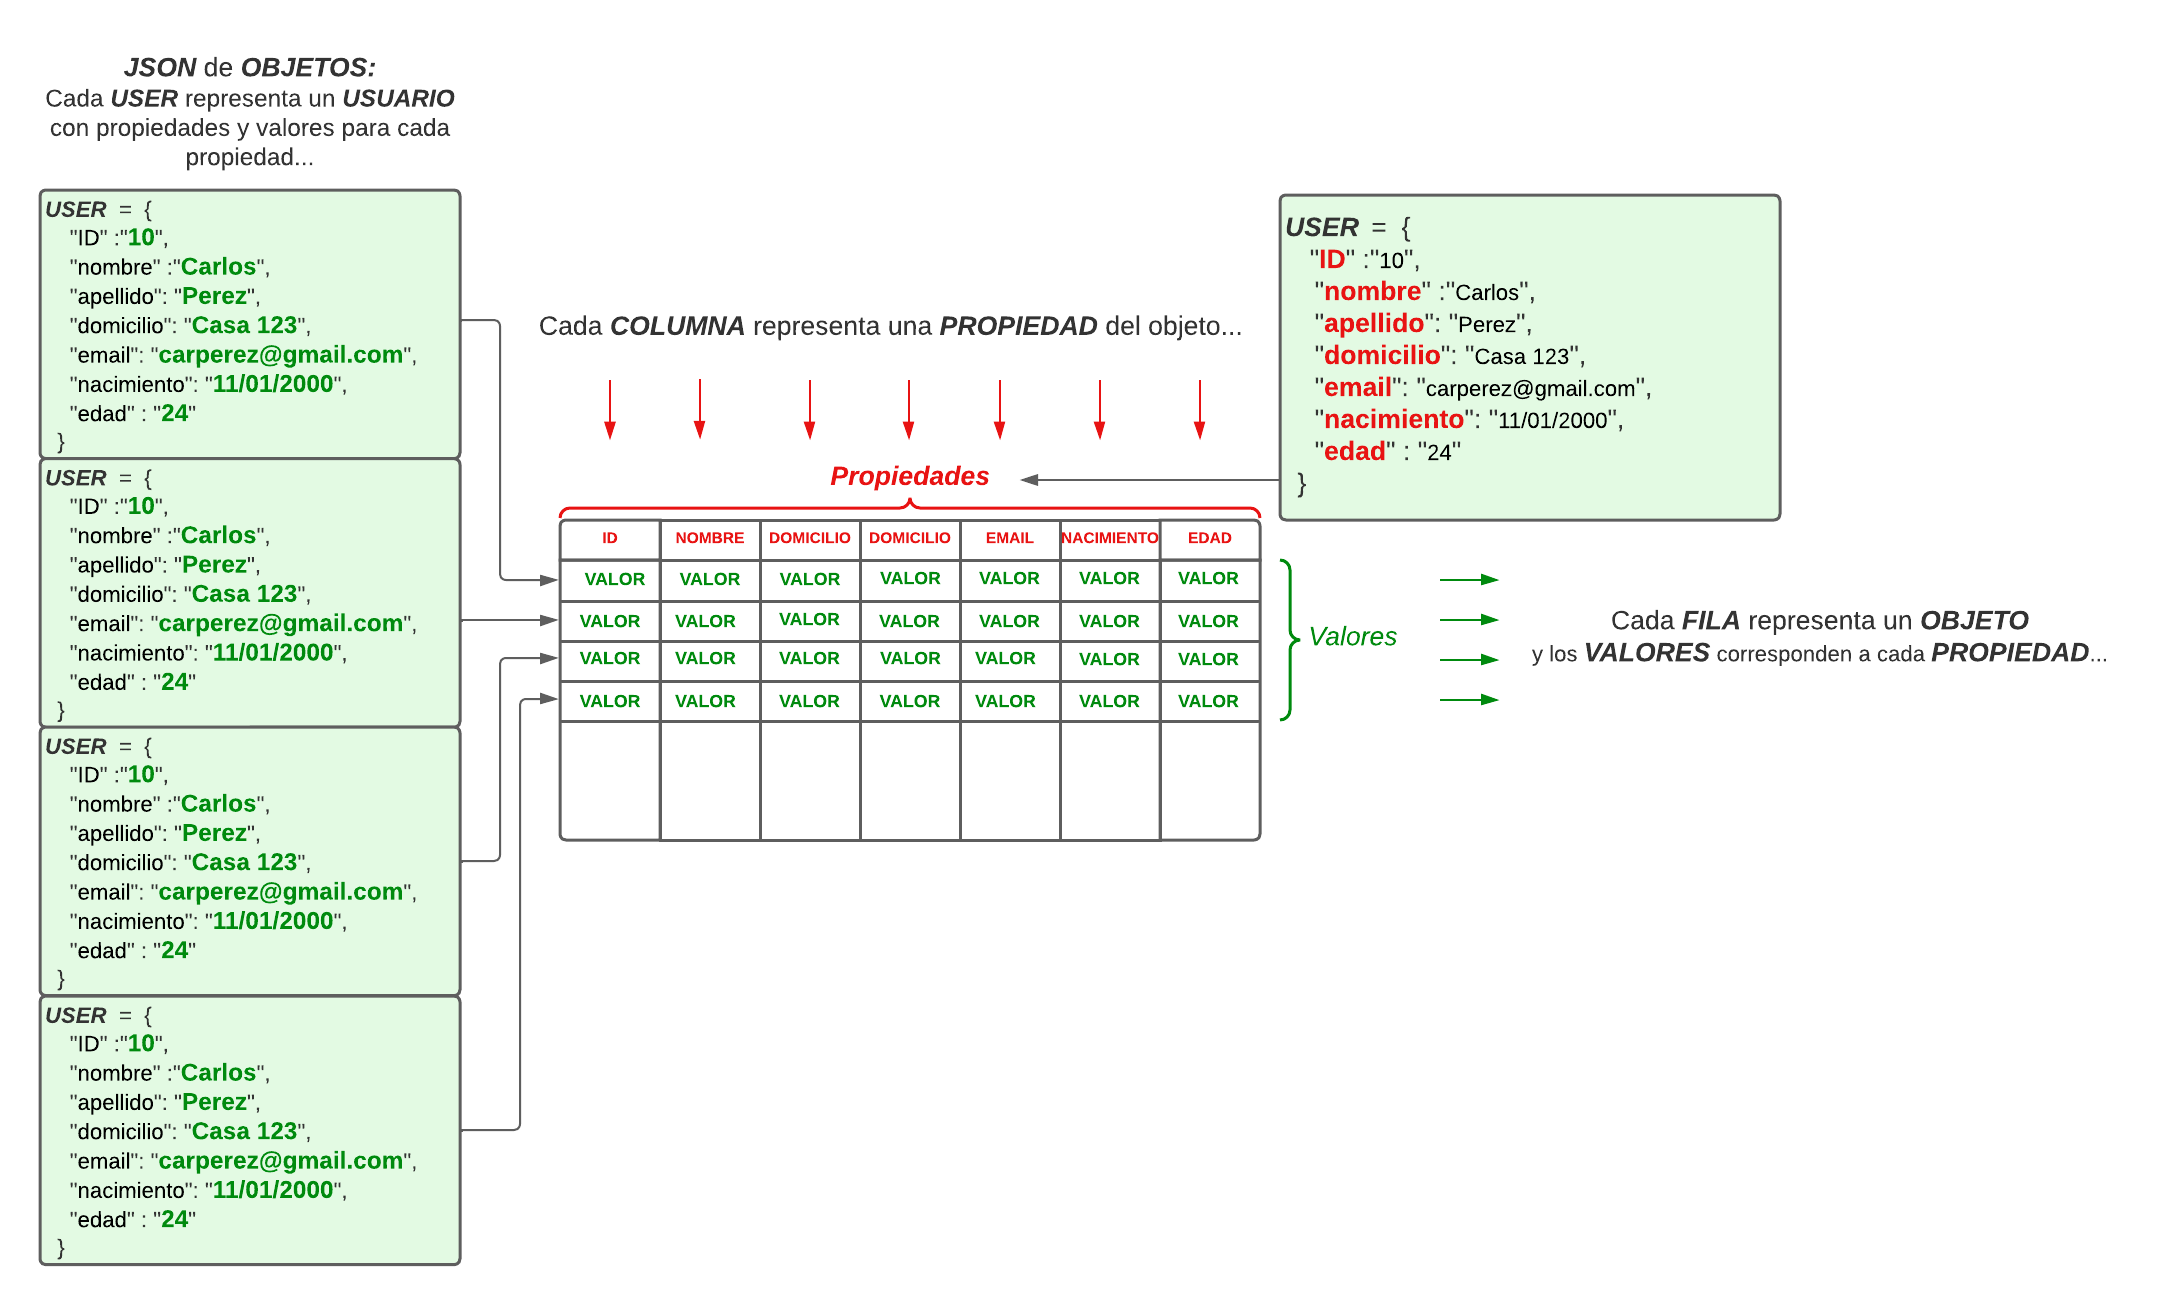 JSON de OBJETOS:
Cada USER representa un USUARIO
con propiedades y valores para cada
propiedad...
USER = {
"ID" :"10",
"nombre" :"Carlos",
"apellido": "Perez",
"domicilio": "Casa 123",
"email": "carperez@gmail.com",
"nacimiento": "11/01/2000",
"edad" : "24"
}
USER = {
"ID" :"10",
"nombre" :"Carlos",
"apellido": "Perez",
"domicilio": "Casa 123",
"email": "carperez@gmail.com",
"nacimiento": "11/01/2000",
"edad" : "24"
}
USER = {
"ID" :"10",
"nombre" :"Carlos",
"apellido": "Perez",
"domicilio": "Casa 123",
"email": "carperez@gmail.com",
"nacimiento": "11/01/2000",
"edad" : "24"
}
USER = {
"ID" :"10",
"nombre" :"Carlos",
"apellido": "Perez",
"domicilio": "Casa 123",
"email": "carperez@gmail.com",
"nacimiento": "11/01/2000",
"edad" : "24"
}
Cada COLUMNA representa una PROPIEDAD del objeto...
Propiedades
ID NOMBRE DOMICILIO DOMICILIO EMAIL NACIMIENTO EDAD
VALOR VALOR VALOR VALOR VALOR VALOR VALOR
VALOR VALOR VALOR VALOR VALOR VALOR VALOR
VALOR VALOR VALOR VALOR VALOR VALOR VALOR
VALOR VALOR VALOR VALOR VALOR VALOR VALOR
USER = {
"ID" :"10",
"nombre" :"Carlos",
"apellido": "Perez",
"domicilio": "Casa 123",
"email": "carperez@gmail.com",
"nacimiento": "11/01/2000",
"edad" : "24"
}
Valores
Cada FILA representa un OBJETO
y los VALORES corresponden a cada PROPIEDAD...